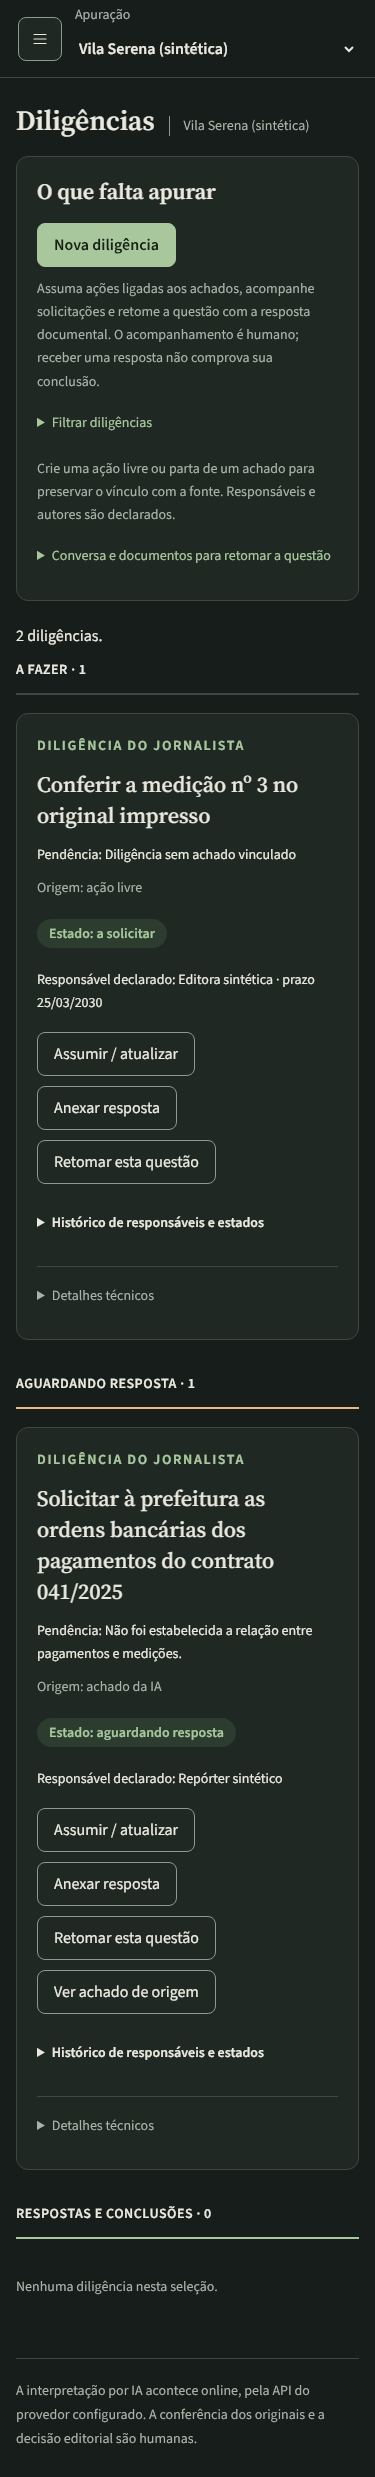 Apuração
Vila Serena (sintética)
Diligências
Vila Serena (sintética)
O que falta apurar
Nova diligência
Assuma ações ligadas aos achados, acompanhe
solicitações e retome a questão com a resposta
documental. O acompanhamento é humano;
receber uma resposta não comprova sua
conclusão.
Filtrar diligências
Crie uma ação livre ou parta de um achado para
preservar o vínculo com a fonte. Responsáveis e
autores são declarados.
Conversa e documentos para retomar a questão
2 diligências.
A FAZER · 1
DILIGÊNCIA DO JORNALISTA
Conferir a medição nº 3 no
original impresso
Pendência: Diligência sem achado vinculado
Origem: ação livre
Estado: a solicitar
Responsável declarado: Editora sintética · prazo
25/03/2030
Assumir / atualizar
Anexar resposta
Retomar esta questão
Histórico de responsáveis e estados
Detalhes técnicos
AGUARDANDO RESPOSTA · 1
DILIGÊNCIA DO JORNALISTA
Solicitar à prefeitura as
ordens bancárias dos
pagamentos do contrato
041/2025
Pendência: Não foi estabelecida a relação entre
pagamentos e medições.
Origem: achado da IA
Estado: aguardando resposta
Responsável declarado: Repórter sintético
Assumir / atualizar
Anexar resposta
Retomar esta questão
Ver achado de origem
Histórico de responsáveis e estados
Detalhes técnicos
RESPOSTAS E CONCLUSÕES · 0
Nenhuma diligência nesta seleção.
A interpretação por IA acontece online, pela API do
provedor configurado. A conferência dos originais e a
decisão editorial são humanas.